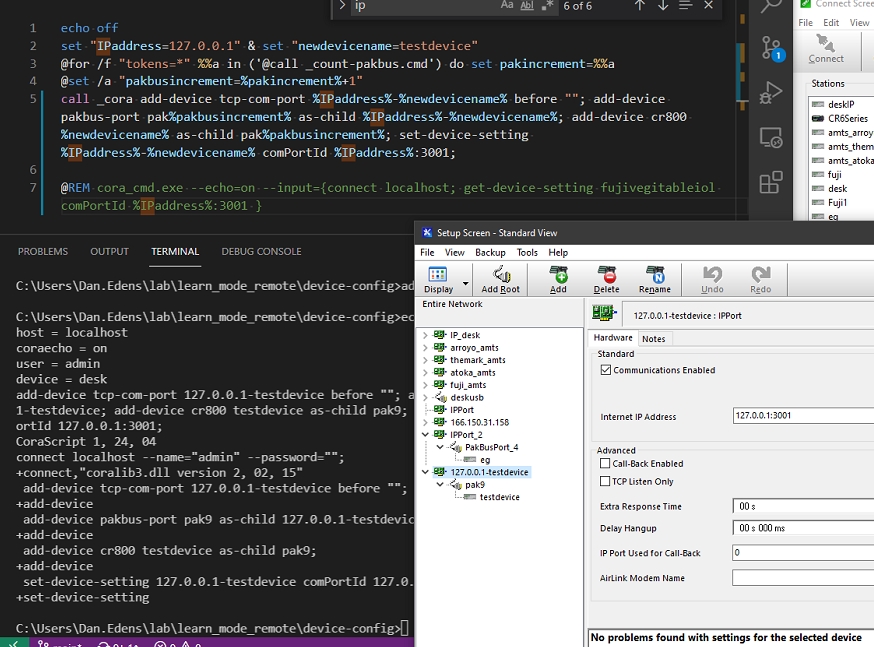 ip
Aa Ab .* 6 of 6
1 echo off
2 set "IPaddress=127.0.0.1" & set "newdevicename=testdevice"
3 @for /f "tokens=*" %%a in ('@call _count-pakbus.cmd') do set pakincrement=%%a
4 @set /a "pakbusincrement=%pakincrement%+1"
5 call _cora add-device tcp-com-port %IPaddress%-%newdevicename% before ""; add-device
pakbus-port pak%pakbusincrement% as-child %IPaddress%-%newdevicename%; add-device cr800
%newdevicename% as-child pak%pakbusincrement%; set-device-setting
%IPaddress%-%newdevicename% comPortId %IPaddress%:3001;
6
7 @REM cora_cmd.exe --echo=on --input={connect localhost; get-device-setting fujivegitableiol
comPortId %IPaddress%:3001 }
1
Connect Scree
File Edit View
Connect
Stations
deskIP
CR6Series
amts_arroy
amts_them
amts_atoka
fuji
desk
Fuji1
eg
PROBLEMS OUTPUT TERMINAL DEBUG CONSOLE
C:\Users\Dan.Edens\lab\learn_mode_remote\device-config>ad
C:\Users\Dan.Edens\lab\learn_mode_remote\device-config>ec
host = localhost
coraecho = on
user = admin
device = desk
add-device tcp-com-port 127.0.0.1-testdevice before ""; a
1-testdevice; add-device cr800 testdevice as-child pak9;
ortId 127.0.0.1:3001;
CoraScript 1, 24, 04
connect localhost --name="admin" --password="";
+connect,"coralib3.dll version 2, 02, 15"
add-device tcp-com-port 127.0.0.1-testdevice before "";
+add-device
add-device pakbus-port pak9 as-child 127.0.0.1-testdevic
+add-device
add-device cr800 testdevice as-child pak9;
+add-device
set-device-setting 127.0.0.1-testdevice comPortId 127.0.
+set-device-setting
C:\Users\Dan.Edens\lab\learn_mode_remote\device-config>
Setup Screen - Standard View
File View Backup Tools Help
Display Add Root Add Delete Rename Undo Redo
Entire Network
IP_desk
arroyo_amts
themark_amts
atoka_amts
fuji_amts
deskusb
IPPort
166.150.31.158
IPPort_2
PakBusPort_4
eg
127.0.0.1-testdevice
pak9
testdevice
127.0.0.1-testdevice : IPPort
Hardware Notes
Standard
Communications Enabled
Internet IP Address 127.0.0.1:3001
Advanced
Call-Back Enabled
TCP Listen Only
Extra Response Time 00 s
Delay Hangup 00 s 000 ms
IP Port Used for Call-Back 0
AirLink Modem Name
No problems found with settings for the selected device